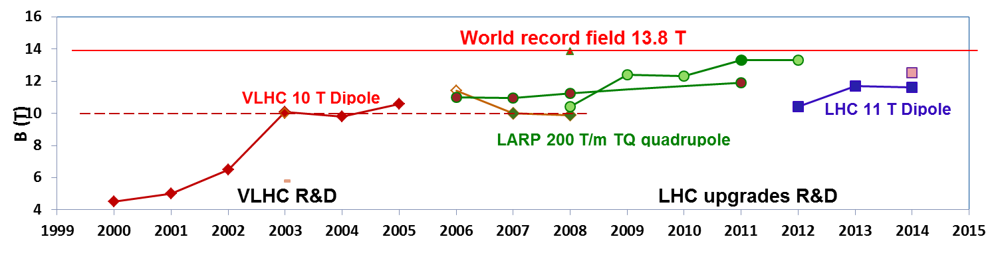 16
14
12
10
8
6
4
B (T)
World record field 13.8 T
VLHC 10 T Dipole
LHC 11 T Dipole
LARP 200 T/m TQ quadrupole
VLHC R&D
LHC upgrades R&D
1999 2000 2001 2002 2003 2004 2005 2006 2007 2008 2009 2010 2011 2012 2013 2014 2015